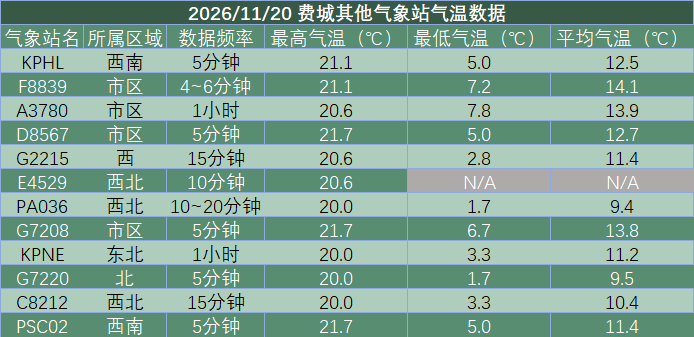 2026/11/20 费城其他气象站气温数据
气象站名 所属区域 数据频率 最高气温（℃） 最低气温（℃） 平均气温（℃）
KPHL 西南 5分钟 21.1 5.0 12.5
F8839 市区 4~6分钟 21.1 7.2 14.1
A3780 市区 1小时 20.6 7.8 13.9
D8567 市区 5分钟 21.7 5.0 12.7
G2215 西 15分钟 20.6 2.8 11.4
E4529 西北 10分钟 20.6 N/A N/A
PA036 西北 10~20分钟 20.0 1.7 9.4
G7208 市区 5分钟 21.7 6.7 13.8
KPNE 东北 1小时 20.0 3.3 11.2
G7220 北 5分钟 20.0 1.7 9.5
C8212 西北 15分钟 20.0 3.3 10.4
PSC02 西南 5分钟 21.7 5.0 11.4